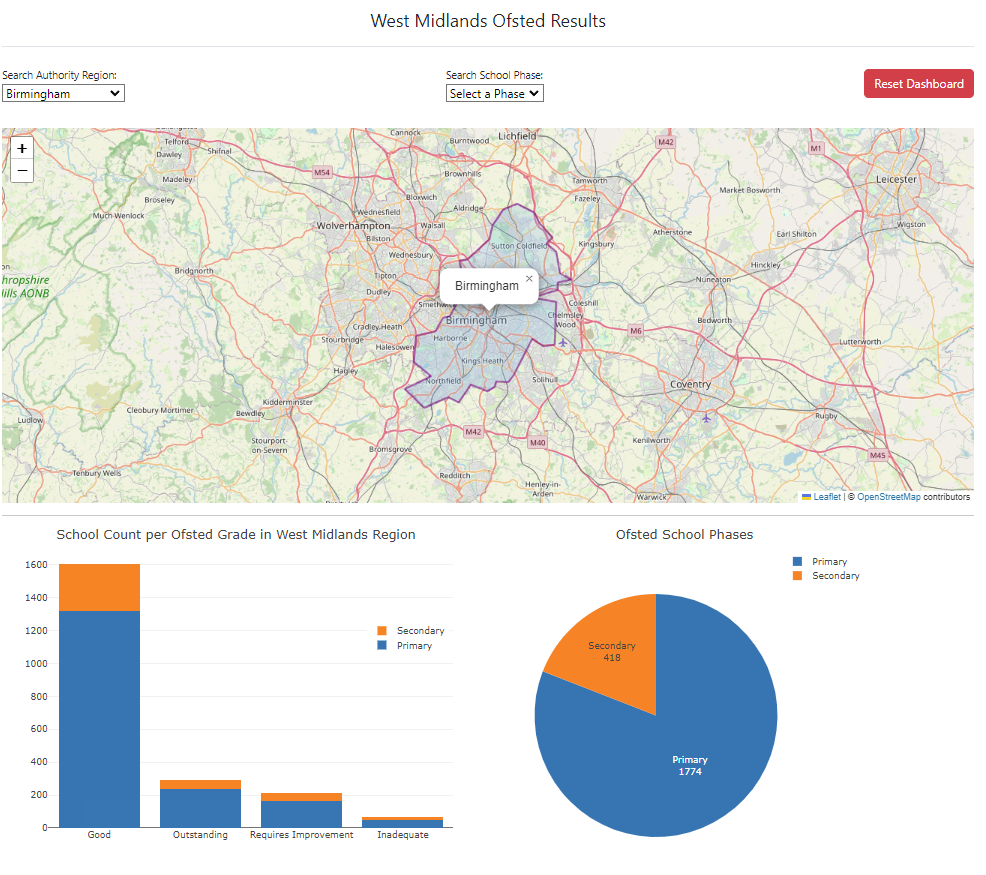 West Midlands Ofsted Results
Search Authority Region:
Search School Phase:
Birmingham
Select a Phase
Reset Dashboard
+
−
Telford
Dawley
Shifnal
Madeley
Broseley
Much Wenlock
Bridgnorth
hropshire
ills AONB
Ludlow
Cleobury Mortimer
Bewdley
Kidderminster
Stourport-
on-Severn
Tenbury Wells
Cannock
Burntwood
Lichfield
Brownhills
M54
Bloxwich
Wednesfield
Aldridge
Wolverhampton
Walsall
Bilston
Wednesbury
Sutton Coldfield
Tipton
Dudley
Birmingham ×
Birmingham
Cradley Heath
Stourbridge
Halesowen
Harborne
Kings Heath
Hagley
Northfield
Solihull
Bromsgrove
M42
M40
Redditch
Henley-in-
Arden
Tamworth
Fazeley
Kingsbury
Coleshill
Chelmsley
Wood
M42
M1
Market Bosworth
Leicester
Wigston
Earl Shilton
Atherstone
Hinckley
Nuneaton
Bedworth
M6
Lutterworth
Coventry
Rugby
Kenilworth
M45
Warwick
Leaflet | © OpenStreetMap contributors
School Count per Ofsted Grade in West Midlands Region
1600
1400
1200
1000
800
600
400
200
0
Secondary
Primary
Good
Outstanding
Requires Improvement
Inadequate
Ofsted School Phases
Primary
Secondary
Secondary
418
Primary
1774